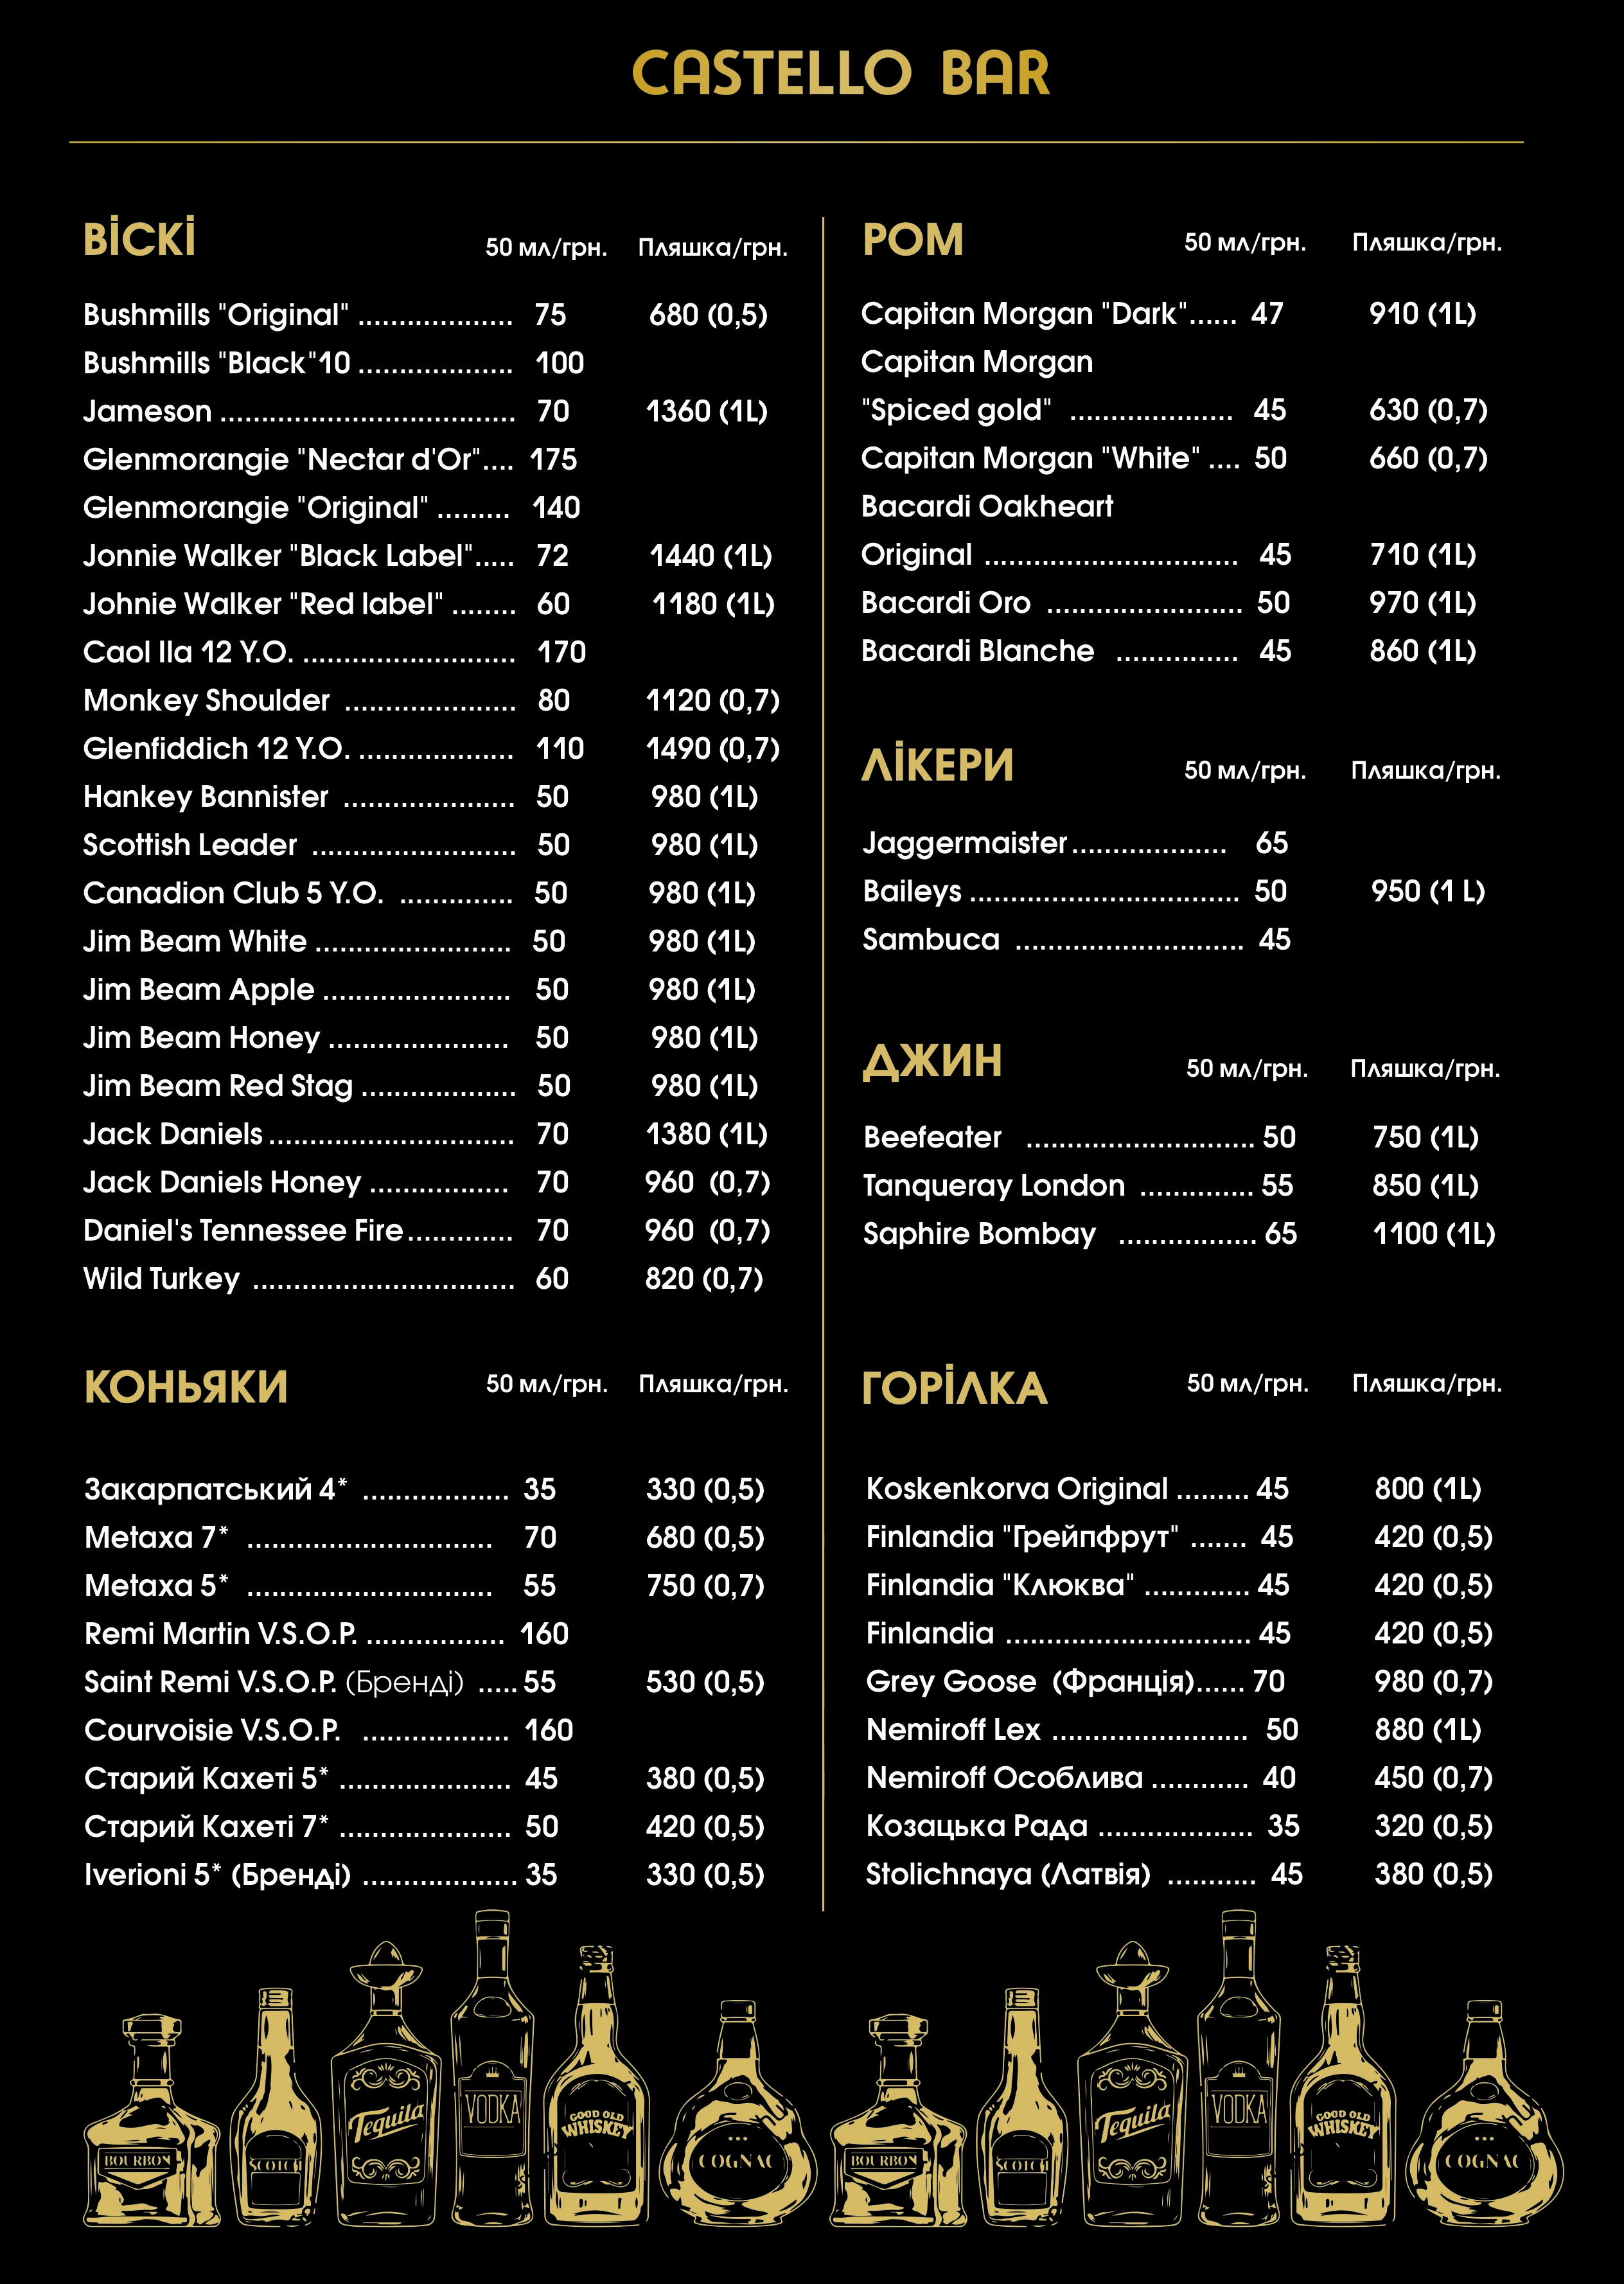 CASTELLO BAR
ВІСКІ 50 мл/грн. Пляшка/грн.
Bushmills "Original" ................... 75 680 (0,5)
Bushmills "Black"10 ................... 100
Jameson .................................... 70 1360 (1L)
Glenmorangie "Nectar d'Or".... 175
Glenmorangie "Original" ......... 140
Jonnie Walker "Black Label"..... 72 1440 (1L)
Johnie Walker "Red label" ........ 60 1180 (1L)
Caol Ila 12 Y.O. .......................... 170
Monkey Shoulder ..................... 80 1120 (0,7)
Glenfiddich 12 Y.O. ................... 110 1490 (0,7)
Hankey Bannister ..................... 50 980 (1L)
Scottish Leader ......................... 50 980 (1L)
Canadion Club 5 Y.O. .............. 50 980 (1L)
Jim Beam White ........................ 50 980 (1L)
Jim Beam Apple ....................... 50 980 (1L)
Jim Beam Honey ...................... 50 980 (1L)
Jim Beam Red Stag ................... 50 980 (1L)
Jack Daniels .............................. 70 1380 (1L)
Jack Daniels Honey ................. 70 960 (0,7)
Daniel's Tennessee Fire............. 70 960 (0,7)
Wild Turkey ................................ 60 820 (0,7)
КОНЬЯКИ 50 мл/грн. Пляшка/грн.
Закарпатський 4* .................. 35 330 (0,5)
Metaxa 7* .............................. 70 680 (0,5)
Metaxa 5* .............................. 55 750 (0,7)
Remi Martin V.S.O.P. ................. 160
Saint Remi V.S.O.P. (Бренді) ..... 55 530 (0,5)
Courvoisie V.S.O.P. .................. 160
Старий Кахеті 5* ..................... 45 380 (0,5)
Старий Кахеті 7* ..................... 50 420 (0,5)
Iverioni 5* (Бренді) ................... 35 330 (0,5)
РОМ 50 мл/грн. Пляшка/грн.
Capitan Morgan "Dark"...... 47 910 (1L)
Capitan Morgan
"Spiced gold" .................... 45 630 (0,7)
Capitan Morgan "White" .... 50 660 (0,7)
Bacardi Oakheart
Original ............................... 45 710 (1L)
Bacardi Oro ........................ 50 970 (1L)
Bacardi Blanche ............... 45 860 (1L)
ЛІКЕРИ 50 мл/грн. Пляшка/грн.
Jaggermaister................... 65
Baileys ................................. 50 950 (1 L)
Sambuca ............................ 45
ДЖИН 50 мл/грн. Пляшка/грн.
Beefeater ............................ 50 750 (1L)
Tanqueray London .............. 55 850 (1L)
Saphire Bombay ................. 65 1100 (1L)
ГОРІЛКА 50 мл/грн. Пляшка/грн.
Koskenkorva Original ......... 45 800 (1L)
Finlandia "Грейпфрут" ....... 45 420 (0,5)
Finlandia "Клюква" ............. 45 420 (0,5)
Finlandia .............................. 45 420 (0,5)
Grey Goose (Франція)...... 70 980 (0,7)
Nemiroff Lex ........................ 50 880 (1L)
Nemiroff Особлива ............ 40 450 (0,7)
Козацька Рада ................... 35 320 (0,5)
Stolichnaya (Латвія) ........... 45 380 (0,5)
BOURBON
SCOTCH
Tequila
VODKA
GOOD OLD
WHISKEY
COGNAC
BOURBON
SCOTCH
Tequila
VODKA
GOOD OLD
WHISKEY
COGNAC